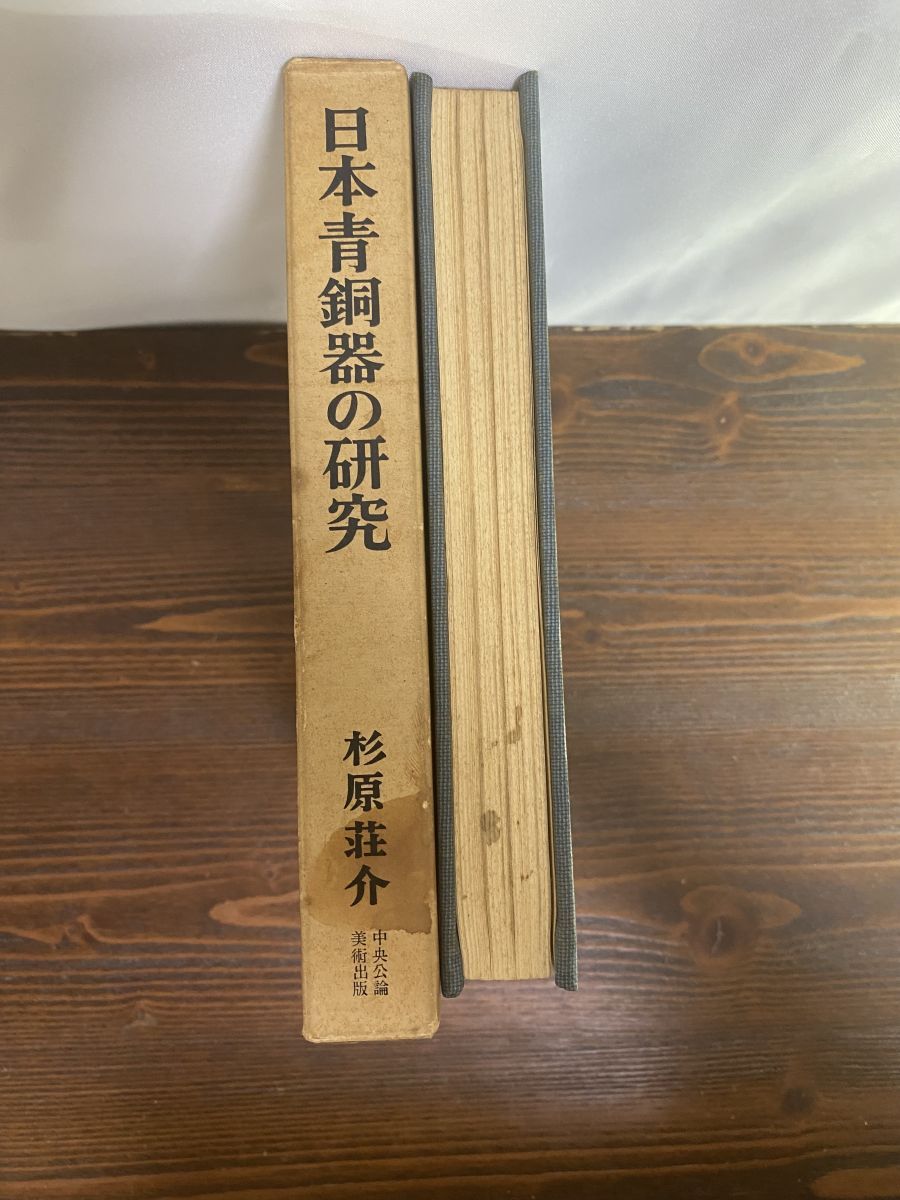 日本青銅器の研究
杉原荘介
中央公論
美術出版